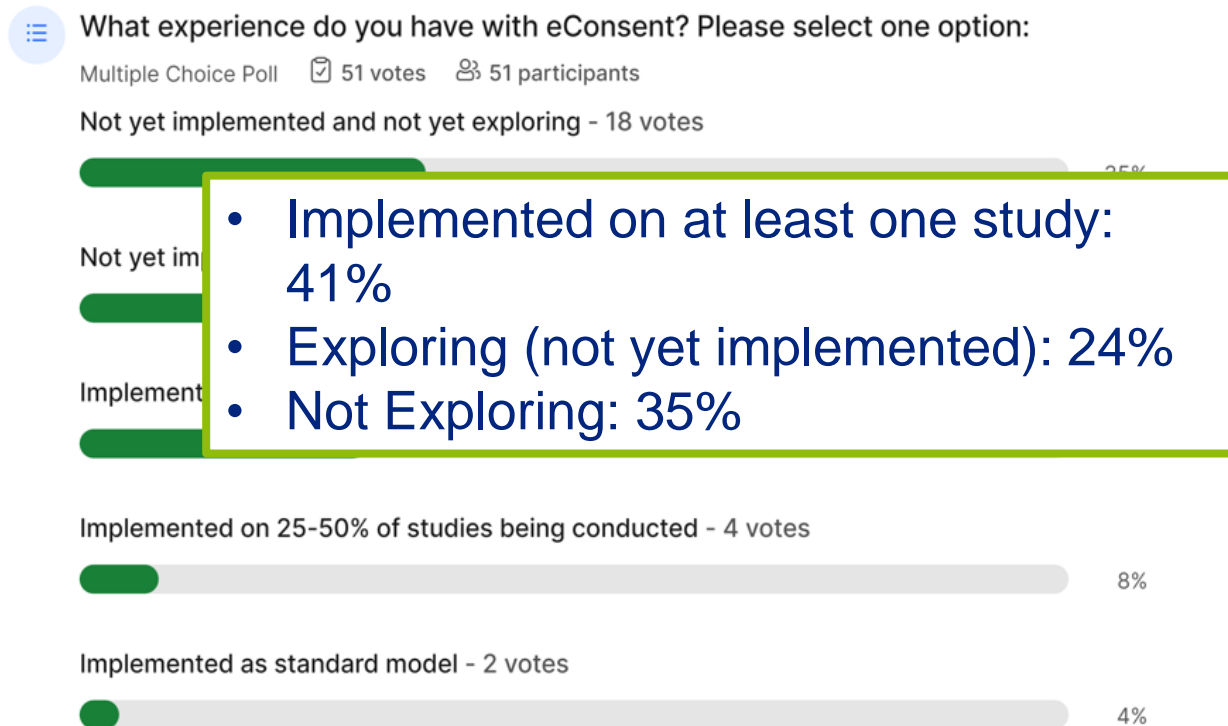 What experience do you have with eConsent? Please select one option:
Multiple Choice Poll 51 votes 51 participants
Not yet implemented and not yet exploring - 18 votes
35%
• Implemented on at least one study:
41%
• Exploring (not yet implemented): 24%
• Not Exploring: 35%
Not yet im
Implement
Implemented on 25-50% of studies being conducted - 4 votes
8%
Implemented as standard model - 2 votes
4%